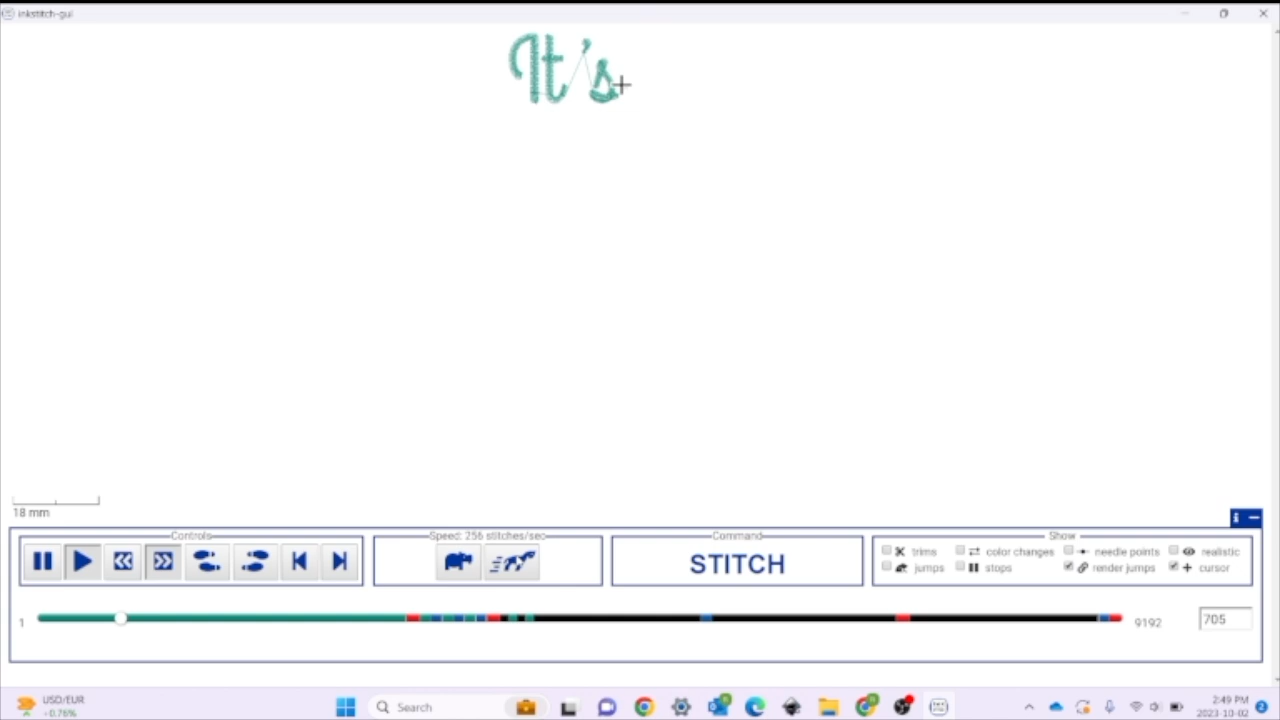 inkstitch-gui
It's
18 mm
Controls
Speed: 256 stitches/sec
Command
Show
STITCH
trims
color changes
needle points
realistic
jumps
stops
render jumps
cursor
1
9192
705
USD/EUR
+0.76%
Search
2:49 PM
2023-10-02
2